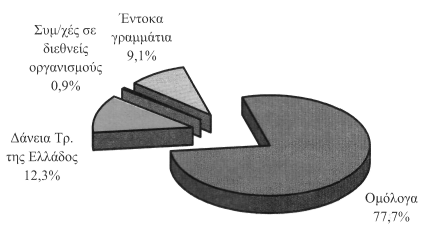 Συμ/χές σε
διεθνείς
οργανισμούς
0,9%
Έντοκα
γραμμάτια
9,1%
Δάνεια Τρ.
της Ελλάδος
12,3%
Ομόλογα
77,7%